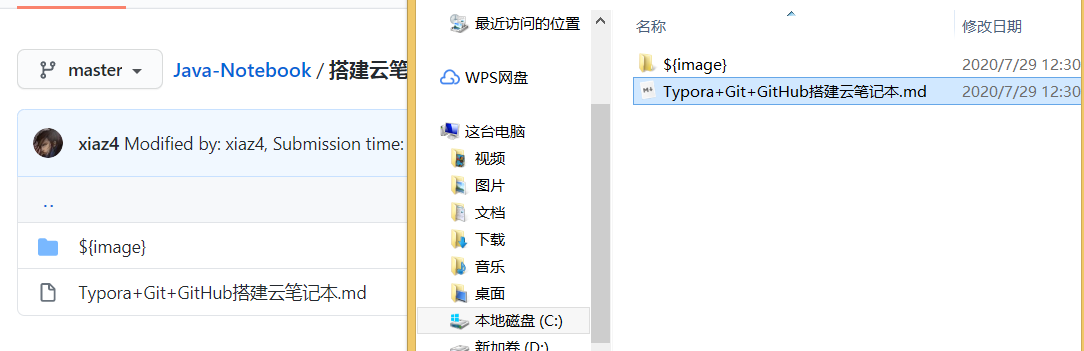 master
Java-Notebook / 搭建云笔
xiaz4 Modified by: xiaz4, Submission time:
..
${image}
Typora+Git+GitHub搭建云笔记本.md
最近访问的位置
WPS网盘
这台电脑
视频
图片
文档
下载
音乐
桌面
本地磁盘 (C:)
新加卷 (D:)
名称 修改日期
${image} 2020/7/29 12:30
Typora+Git+GitHub搭建云笔记本.md 2020/7/29 12:30